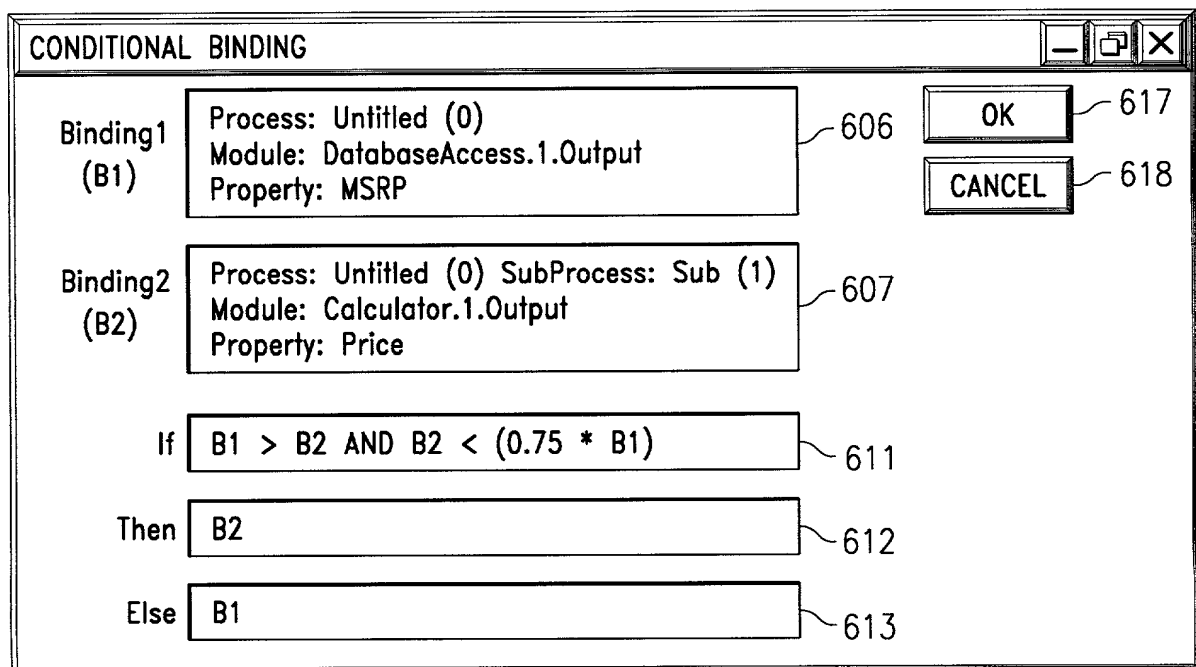 CONDITIONAL BINDING
Binding1
(B1)
Process: Untitled (0)
Module: DatabaseAccess.1.Output
Property: MSRP
606
OK
617
CANCEL
618
Binding2
(B2)
Process: Untitled (0) SubProcess: Sub (1)
Module: Calculator.1.Output
Property: Price
607
If
B1 > B2 AND B2 < (0.75 * B1)
611
Then
B2
612
Else
B1
613